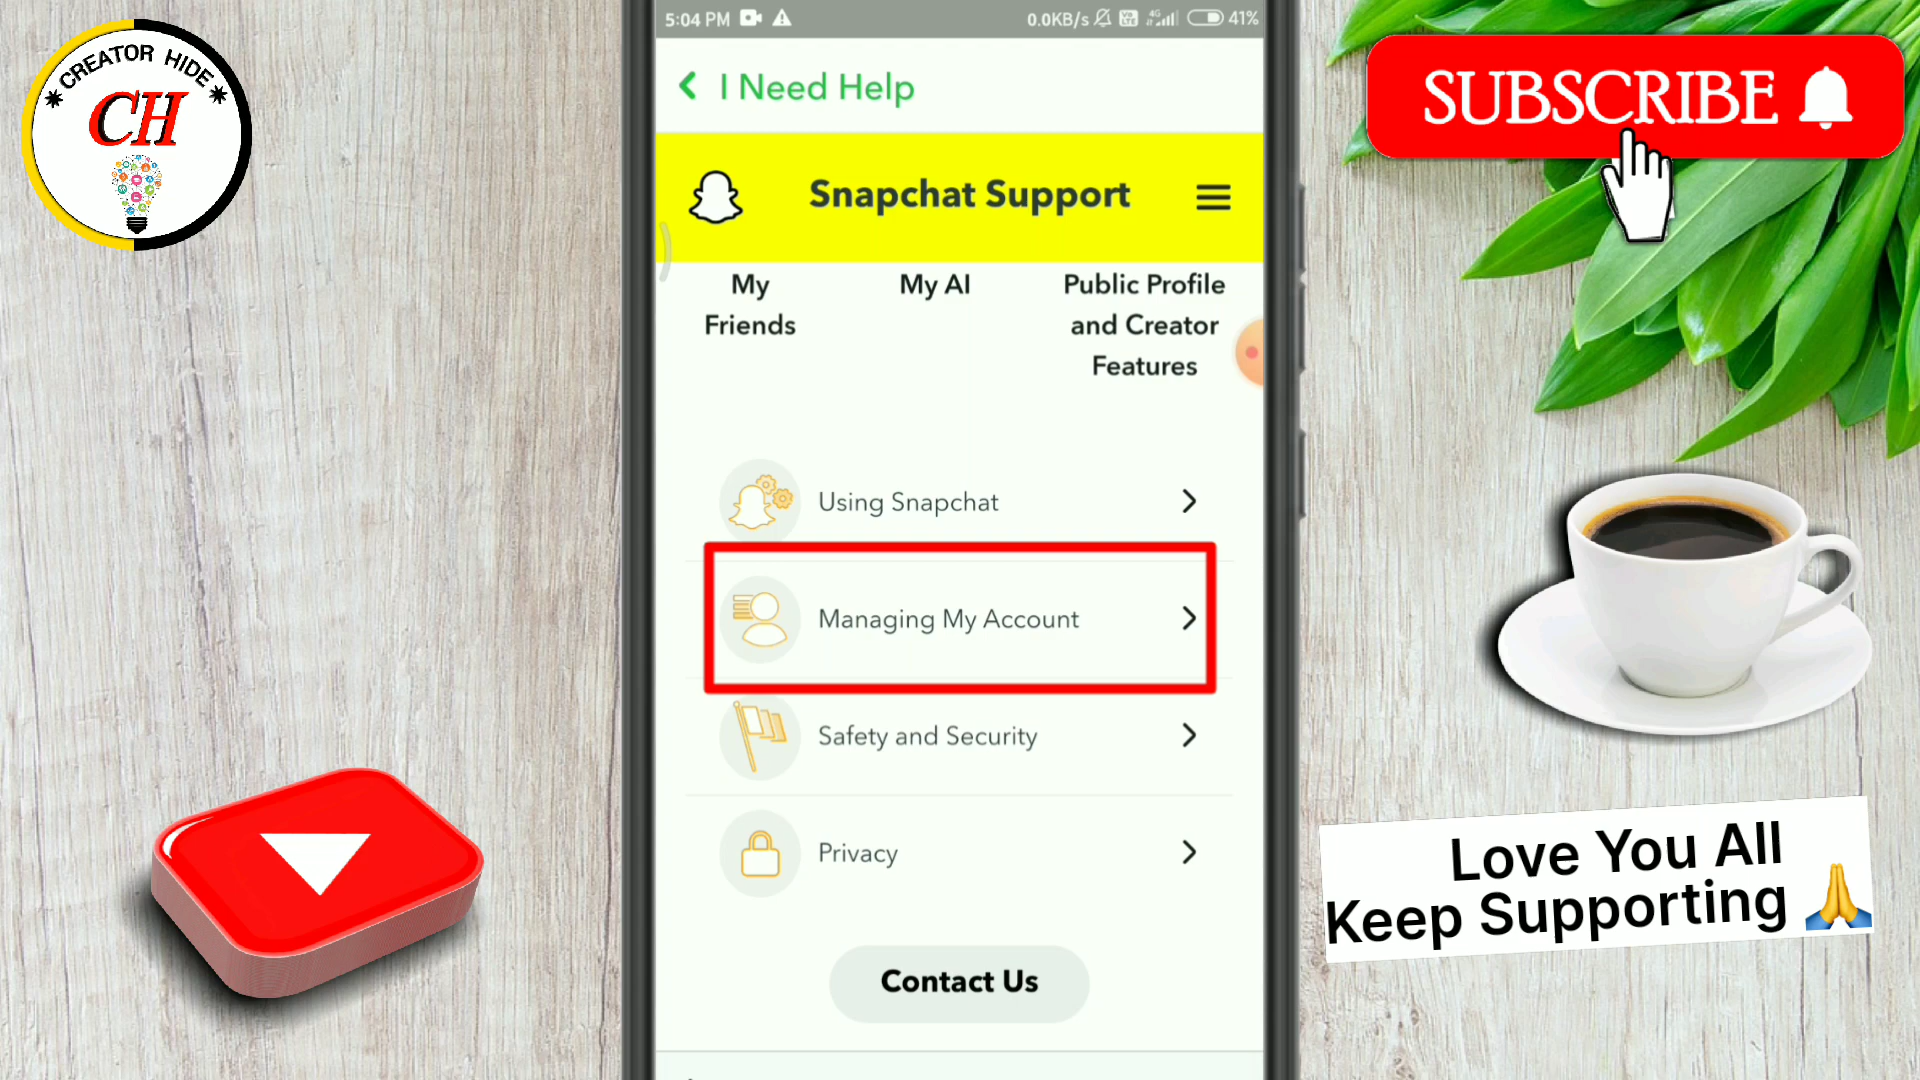 CREATOR HIDE
CH
5:04 PM
0.0KB/s
4G
41%
I Need Help
Snapchat Support
My
Friends
My AI
Public Profile
and Creator
Features
Using Snapchat
Managing My Account
Safety and Security
Privacy
Contact Us
SUBSCRIBE
Love You All
Keep Supporting 🙏